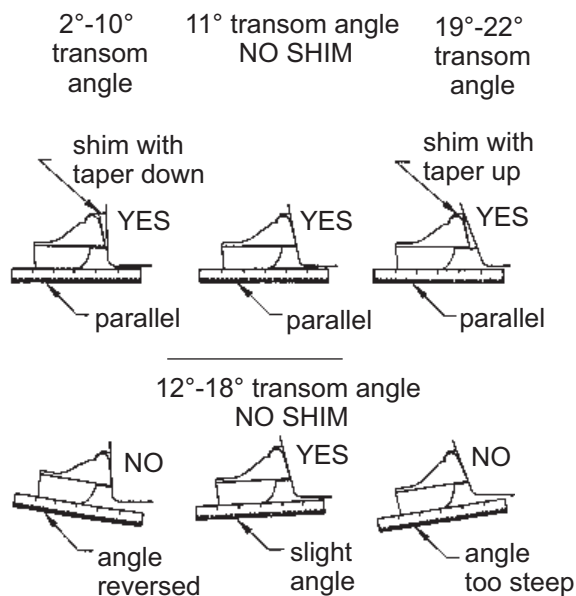 2°-10°
transom
angle
11° transom angle
NO SHIM
19°-22°
transom
angle
shim with
taper down
YES
parallel
YES
parallel
shim with
taper up
YES
parallel
12°-18° transom angle
NO SHIM
NO
angle
reversed
YES
slight
angle
NO
angle
too steep